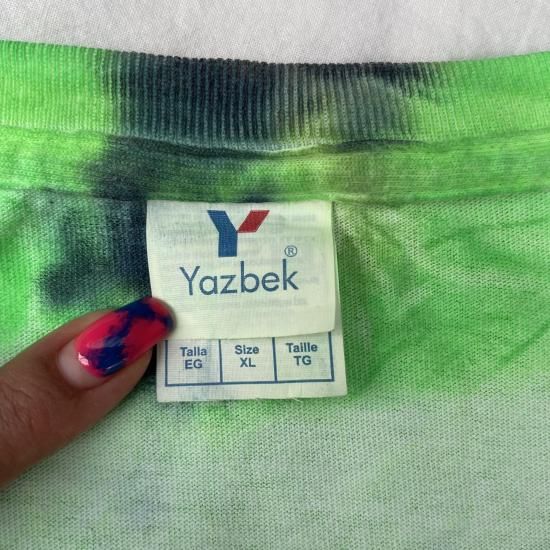 Y
®
Yazbek
Talla Size Taille
EG XL TG